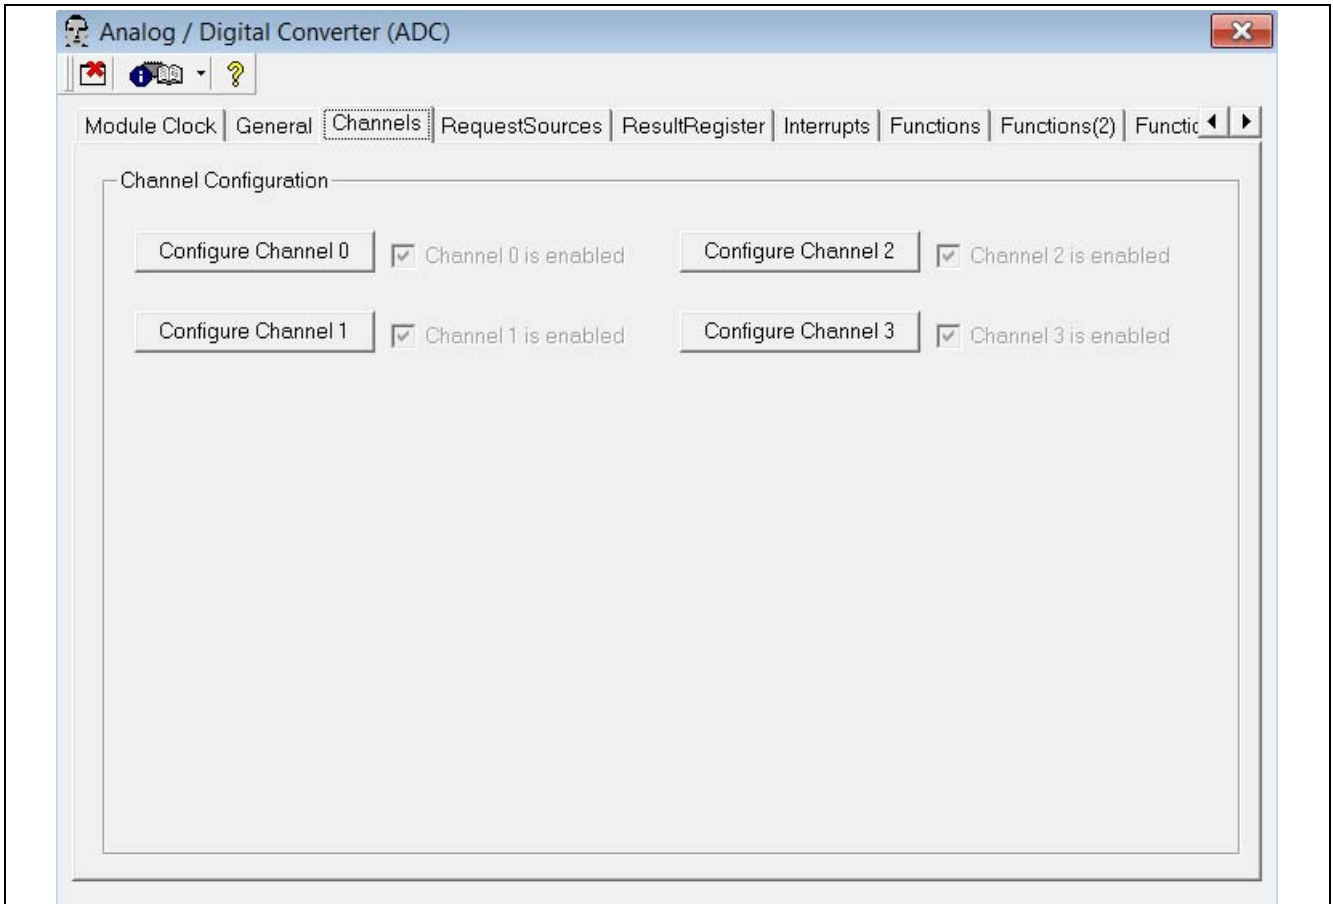 Analog / Digital Converter (ADC)
Module Clock General Channels RequestSources ResultRegister Interrupts Functions Functions(2) Functic
Channel Configuration
Configure Channel 0 Channel 0 is enabled Configure Channel 2 Channel 2 is enabled
Configure Channel 1 Channel 1 is enabled Configure Channel 3 Channel 3 is enabled